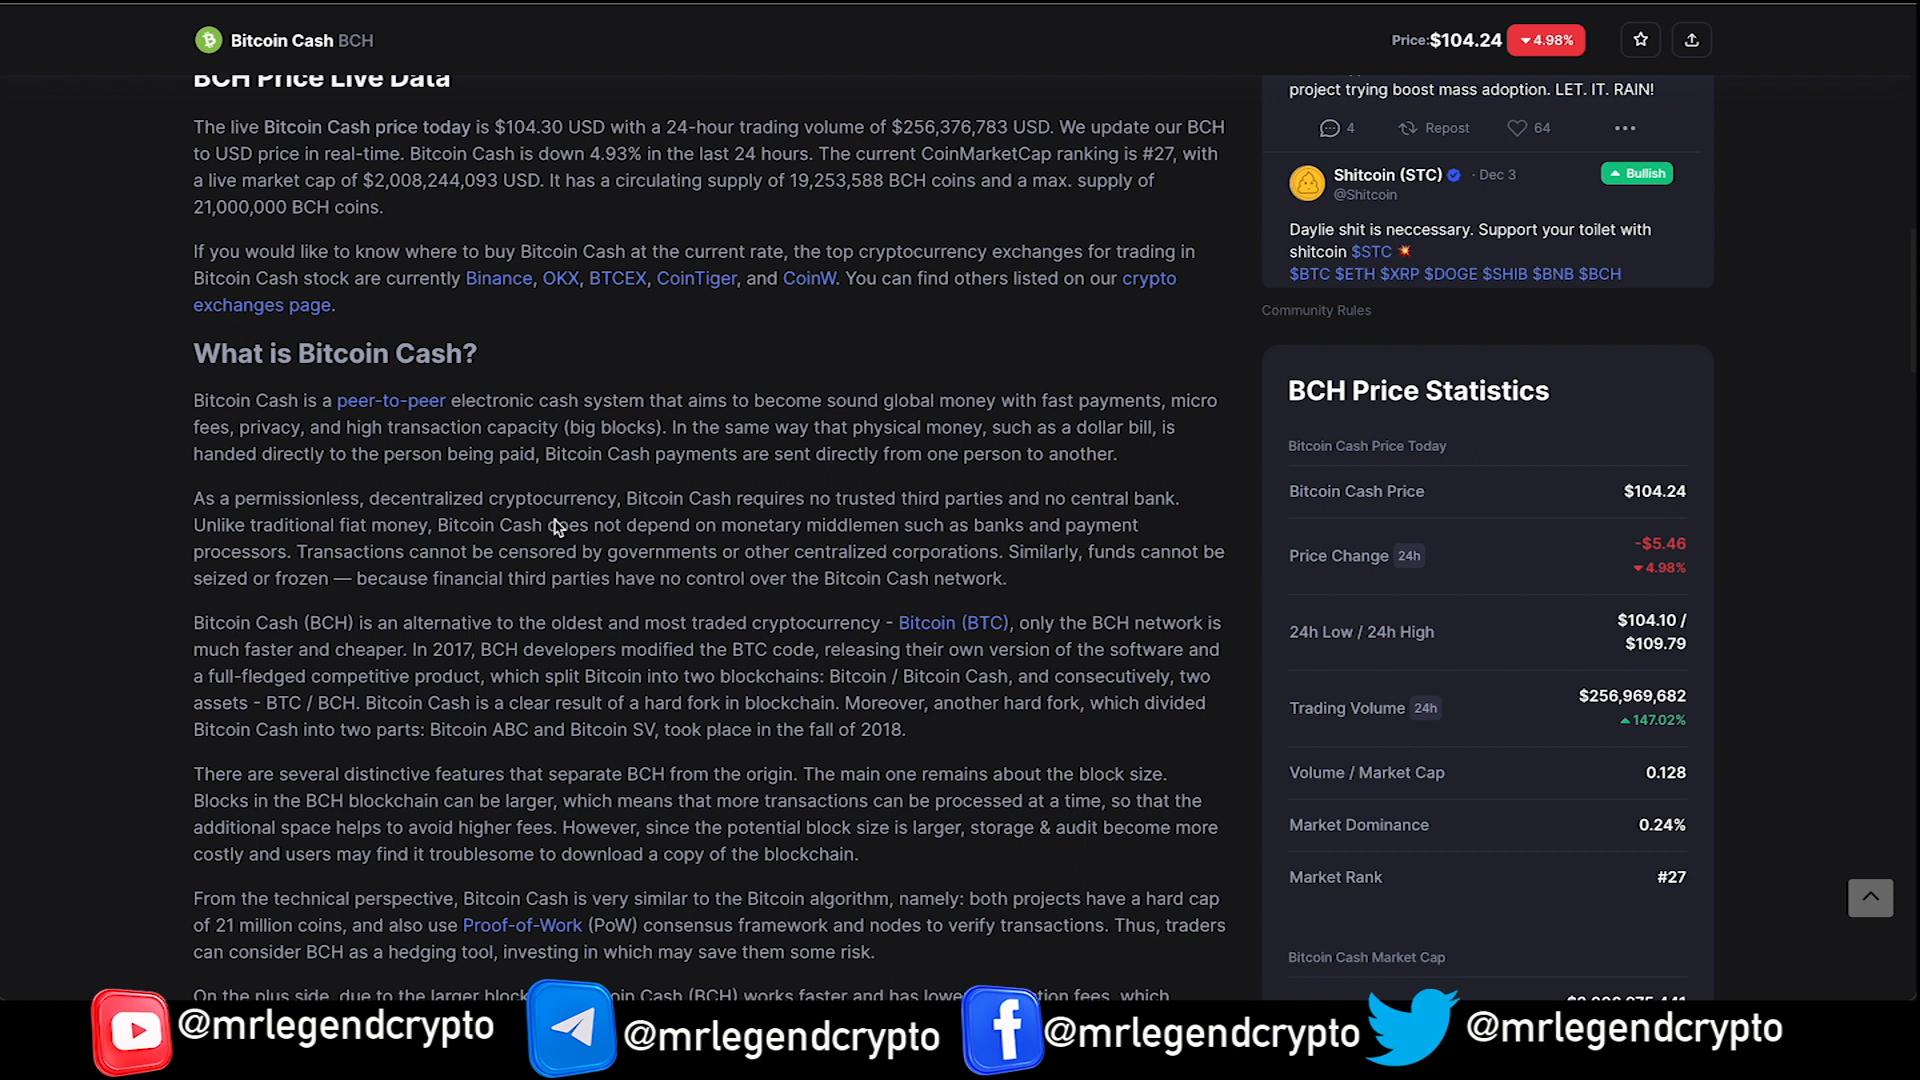 Bitcoin Cash BCH
Price:$104.24 4.98%
BCH Price Live Data
The live Bitcoin Cash price today is $104.30 USD with a 24-hour trading volume of $256,376,783 USD. We update our BCH
to USD price in real-time. Bitcoin Cash is down 4.93% in the last 24 hours. The current CoinMarketCap ranking is #27, with
a live market cap of $2,008,244,093 USD. It has a circulating supply of 19,253,588 BCH coins and a max. supply of
21,000,000 BCH coins.
If you would like to know where to buy Bitcoin Cash at the current rate, the top cryptocurrency exchanges for trading in
Bitcoin Cash stock are currently Binance, OKX, BTCEX, CoinTiger, and CoinW. You can find others listed on our crypto
exchanges page.
What is Bitcoin Cash?
Bitcoin Cash is a peer-to-peer electronic cash system that aims to become sound global money with fast payments, micro
fees, privacy, and high transaction capacity (big blocks). In the same way that physical money, such as a dollar bill, is
handed directly to the person being paid, Bitcoin Cash payments are sent directly from one person to another.
As a permissionless, decentralized cryptocurrency, Bitcoin Cash requires no trusted third parties and no central bank.
Unlike traditional fiat money, Bitcoin Cash does not depend on monetary middlemen such as banks and payment
processors. Transactions cannot be censored by governments or other centralized corporations. Similarly, funds cannot be
seized or frozen — because financial third parties have no control over the Bitcoin Cash network.
Bitcoin Cash (BCH) is an alternative to the oldest and most traded cryptocurrency - Bitcoin (BTC), only the BCH network is
much faster and cheaper. In 2017, BCH developers modified the BTC code, releasing their own version of the software and
a full-fledged competitive product, which split Bitcoin into two blockchains: Bitcoin / Bitcoin Cash, and consecutively, two
assets - BTC / BCH. Bitcoin Cash is a clear result of a hard fork in blockchain. Moreover, another hard fork, which divided
Bitcoin Cash into two parts: Bitcoin ABC and Bitcoin SV, took place in the fall of 2018.
There are several distinctive features that separate BCH from the origin. The main one remains about the block size.
Blocks in the BCH blockchain can be larger, which means that more transactions can be processed at a time, so that the
additional space helps to avoid higher fees. However, since the potential block size is larger, storage & audit become more
costly and users may find it troublesome to download a copy of the blockchain.
From the technical perspective, Bitcoin Cash is very similar to the Bitcoin algorithm, namely: both projects have a hard cap
of 21 million coins, and also use Proof-of-Work (PoW) consensus framework and nodes to verify transactions. Thus, traders
can consider BCH as a hedging tool, investing in which may save them some risk.
On the plus side, due to the larger block Cash (BCH) works faster and has fees, which
project trying boost mass adoption. LET. IT. RAIN!
4 Repost 64
Shitcoin (STC) · Dec 3 Bullish
@Shitcoin
Daylie shit is neccessary. Support your toilet with
shitcoin $STC
$BTC $ETH $XRP $DOGE $SHIB $BNB $BCH
Community Rules
BCH Price Statistics
Bitcoin Cash Price Today
Bitcoin Cash Price $104.24
Price Change 24h -$5.46
4.98%
24h Low / 24h High $104.10 /
$109.79
Trading Volume 24h $256,969,682
147.02%
Volume / Market Cap 0.128
Market Dominance 0.24%
Market Rank #27
Bitcoin Cash Market Cap
@mrlegendcrypto
@mrlegendcrypto
@mrlegendcrypto
@mrlegendcrypto